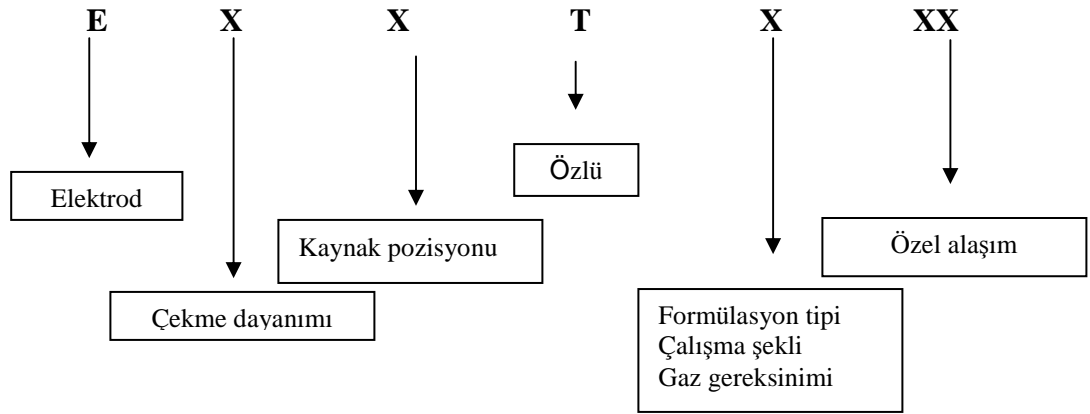 E X X T X XX
Özlü
Elektrod
Kaynak pozisyonu
Özel alaşım
Çekme dayanımı
Formülasyon tipi
Çalışma şekli
Gaz gereksinimi